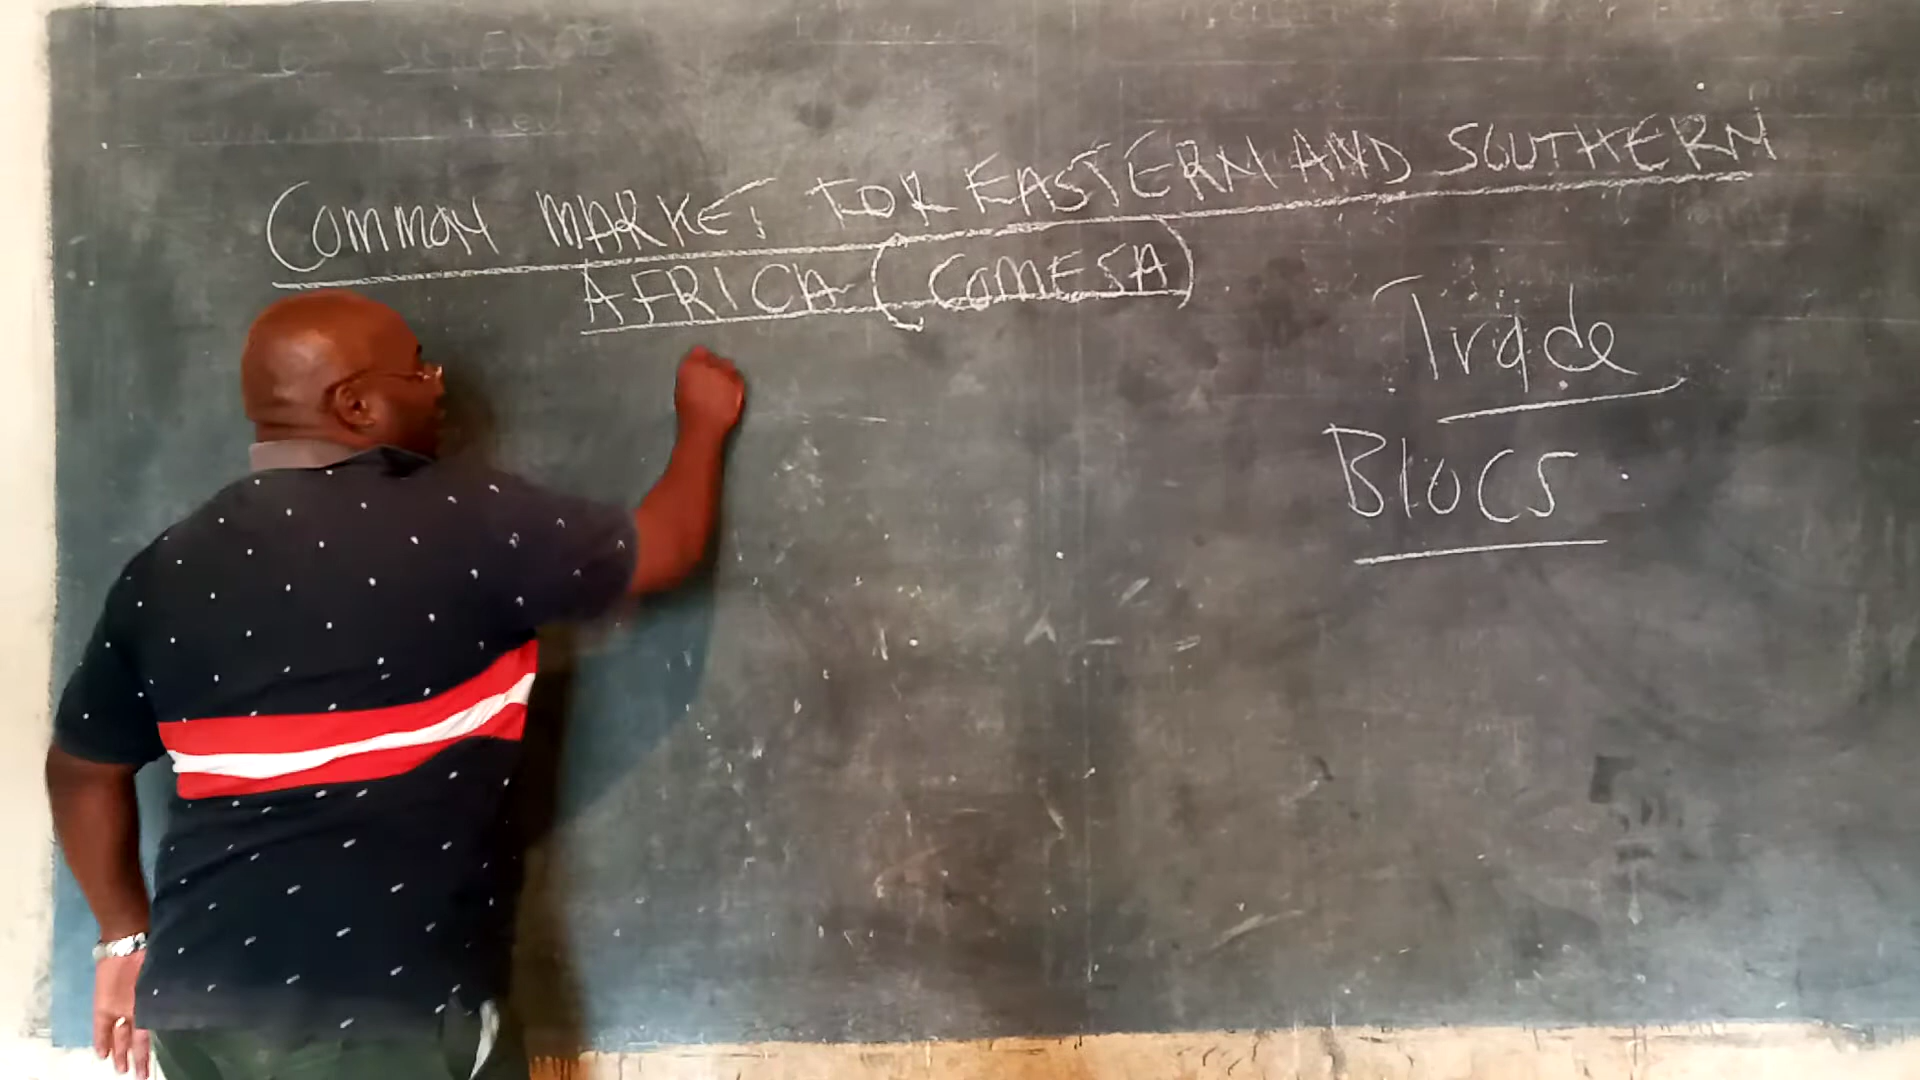 COMMON MARKET FOR EASTERN AND SOUTHERN
AFRICA (COMESA)
Trade
Blocs